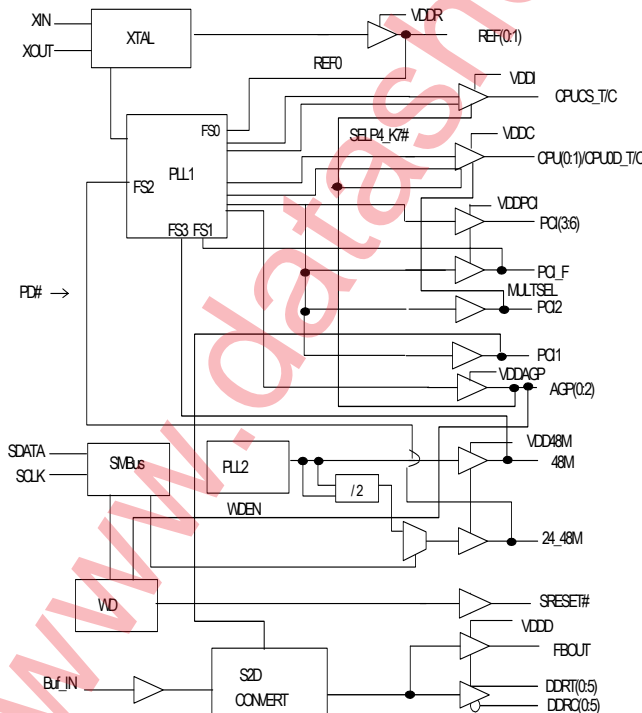 XIN
XOUT
XTAL
VDDR
REF(0:1)
REF0
VDDI
FS0
CPUCS_T/C
SELP4_K7#
VDDC
CPU(0:1)/CPU0D_T/C
PLL1
FS2
VDDPCI
PCI(3:6)
FS3 FS1
PCI_F
MULTSEL
PD#
PCI2
PCI1
VDDAGP
AGP(0:2)
VDD48M
SDATA
SCLK
SMBus
PLL2
48M
/ 2
WDEN
24_48M
WD
SRESET#
VDDD
FBOUT
S2D
CONVERT
Buf_IN
DDRT(0:5)
DDRC(0:5)
www.datash